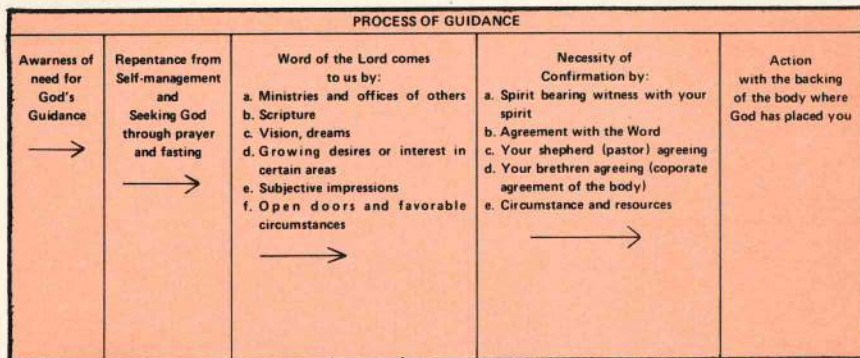 PROCESS OF GUIDANCE
Awarness of
need for
God's
Guidance
Repentance from
Self-management
and
Seeking God
through prayer
and fasting
Word of the Lord comes
to us by:
a. Ministries and offices of others
b. Scripture
c. Vision, dreams
d. Growing desires or interest in
certain areas
e. Subjective impressions
f. Open doors and favorable
circumstances
Necessity of
Confirmation by:
a. Spirit bearing witness with your
spirit
b. Agreement with the Word
c. Your shepherd (pastor) agreeing
d. Your brethren agreeing (coporate
agreement of the body)
e. Circumstance and resources
Action
with the backing
of the body where
God has placed you